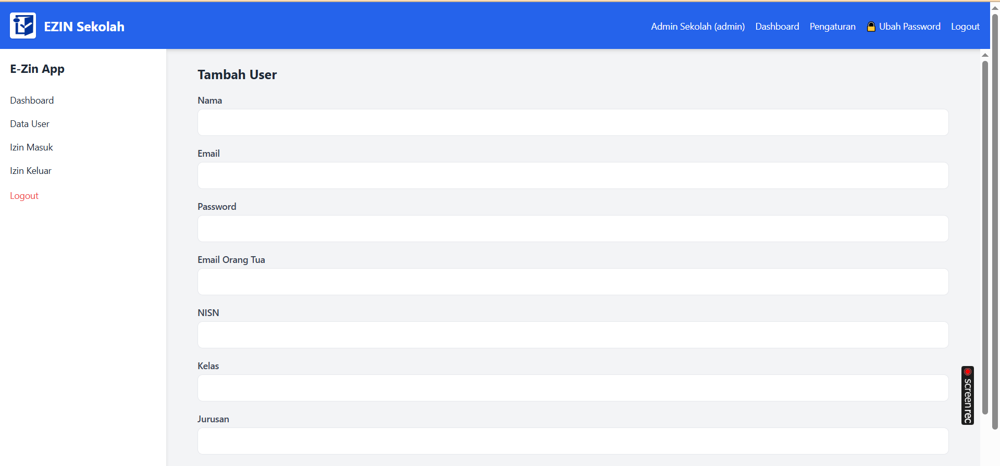 EZIN Sekolah
Admin Sekolah (admin) Dashboard Pengaturan Ubah Password Logout
E-Zin App
Dashboard
Data User
Izin Masuk
Izin Keluar
Logout
Tambah User
Nama
Email
Password
Email Orang Tua
NISN
Kelas
Jurusan
screenrec